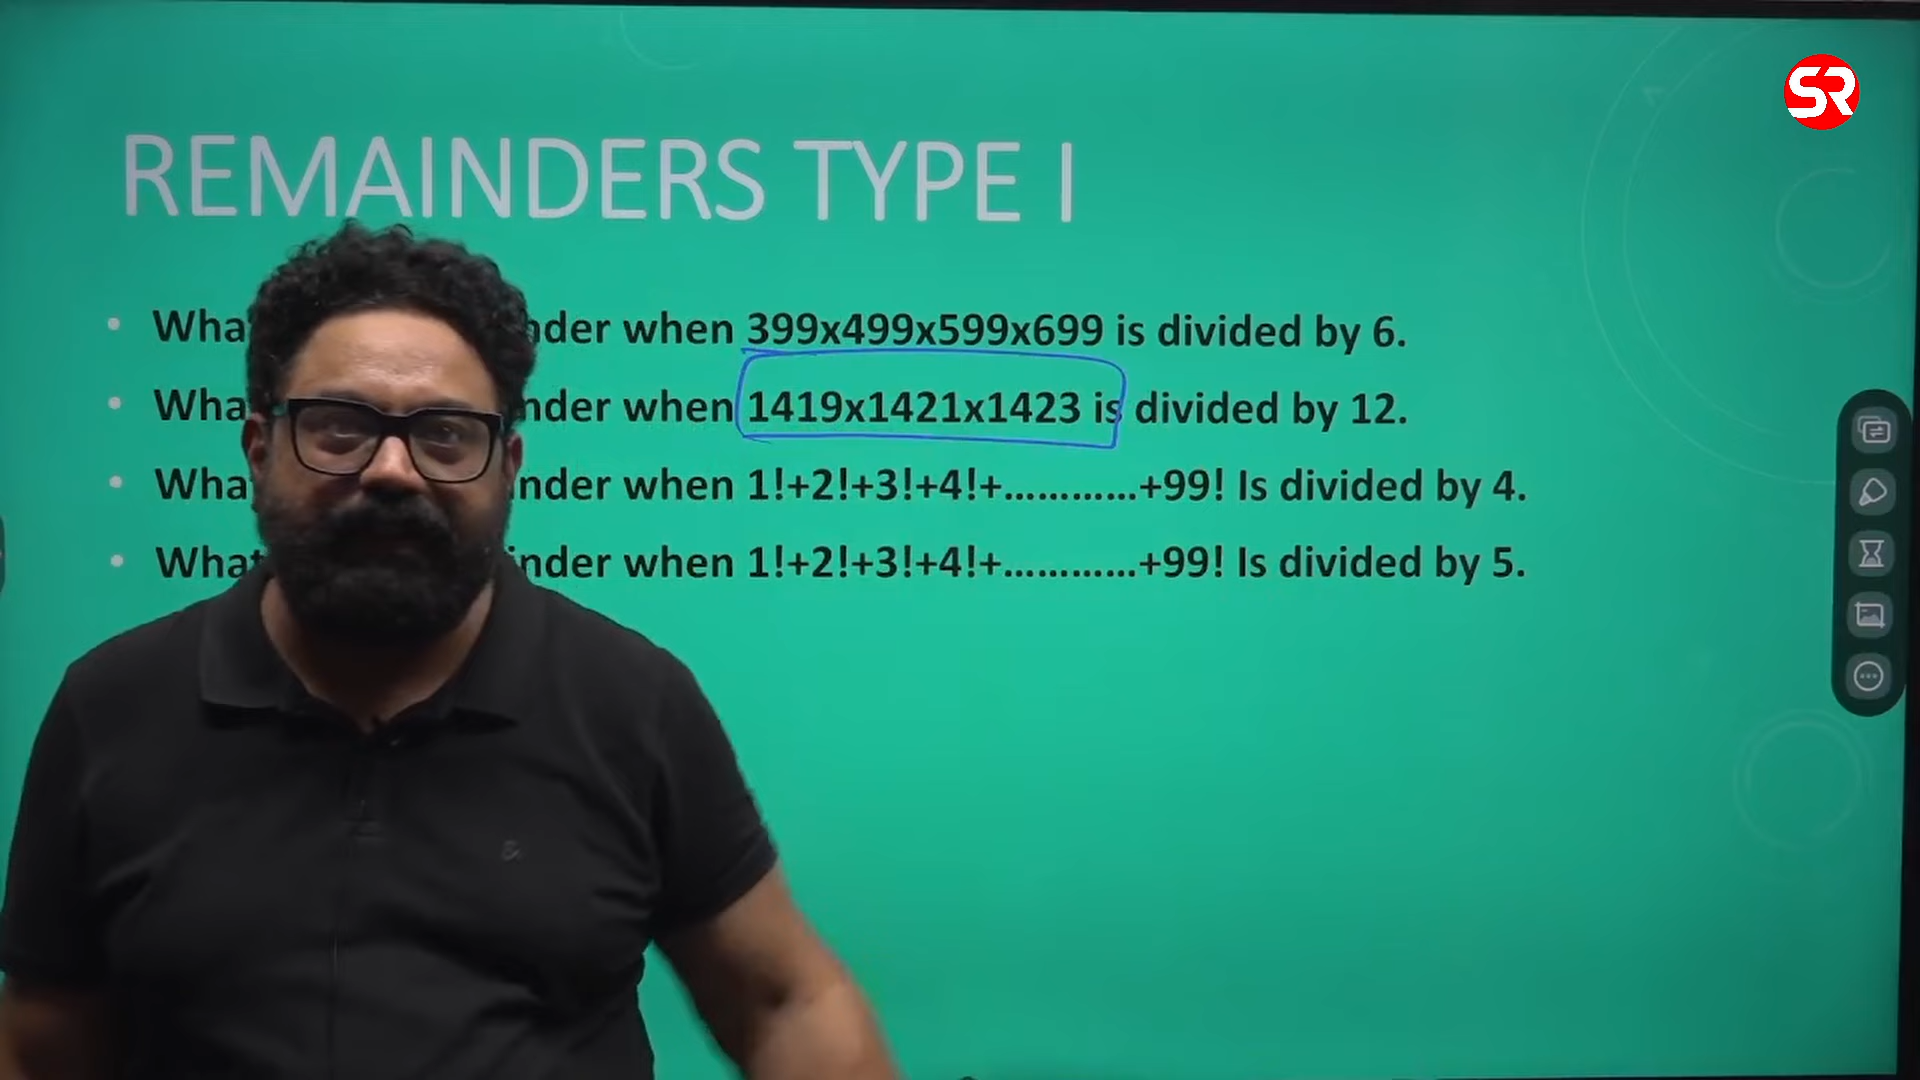 SR
REMAINDERS TYPE I
• Wha nder when 399x499x599x699 is divided by 6.
• Wha nder when 1419x1421x1423 is divided by 12.
• Wha nder when 1!+2!+3!+4!+............+99! Is divided by 4.
• What inder when 1!+2!+3!+4!+............+99! Is divided by 5.
&